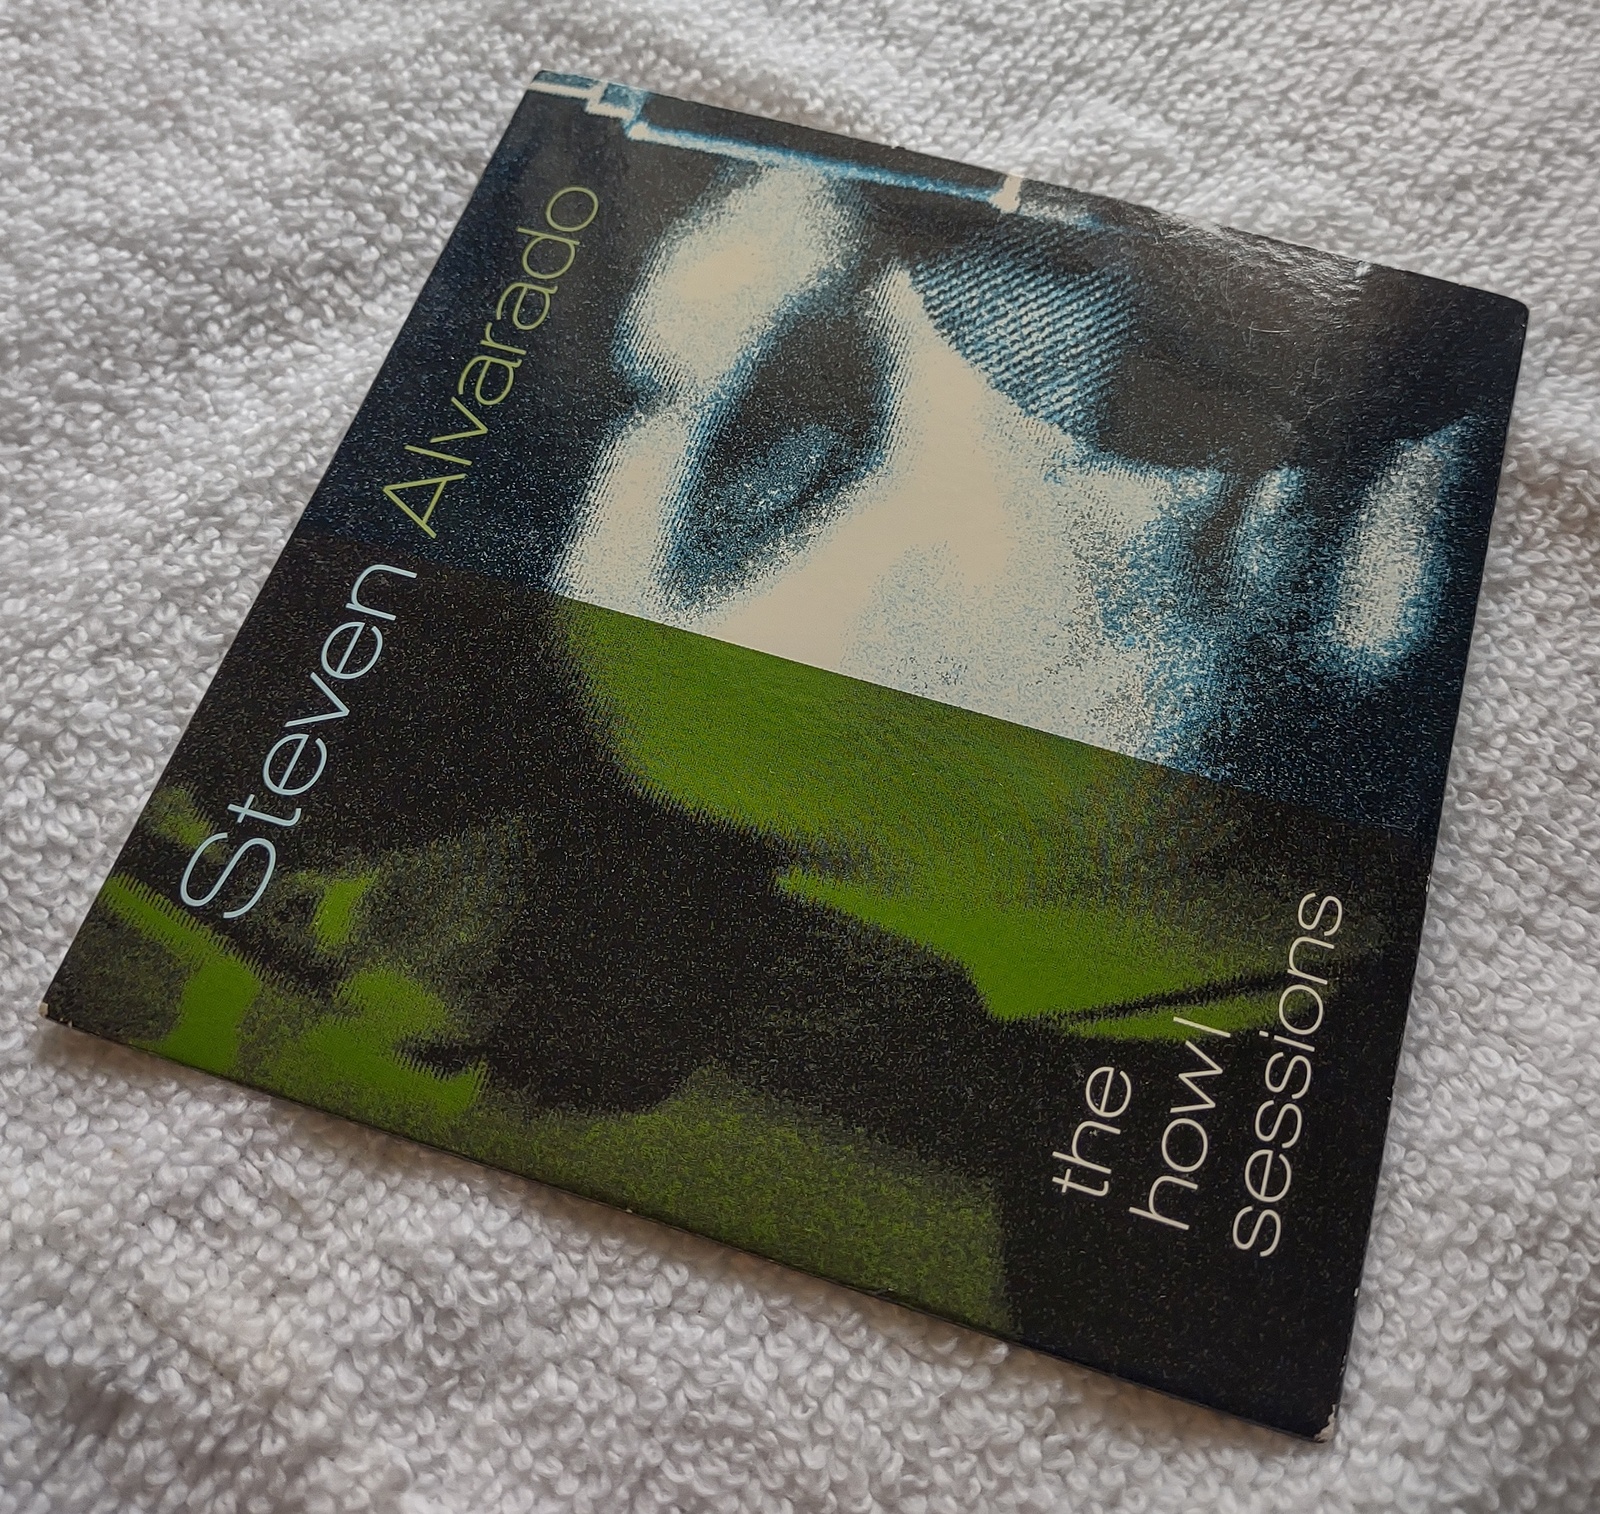 Steven Alvarado
the
howl
sessions